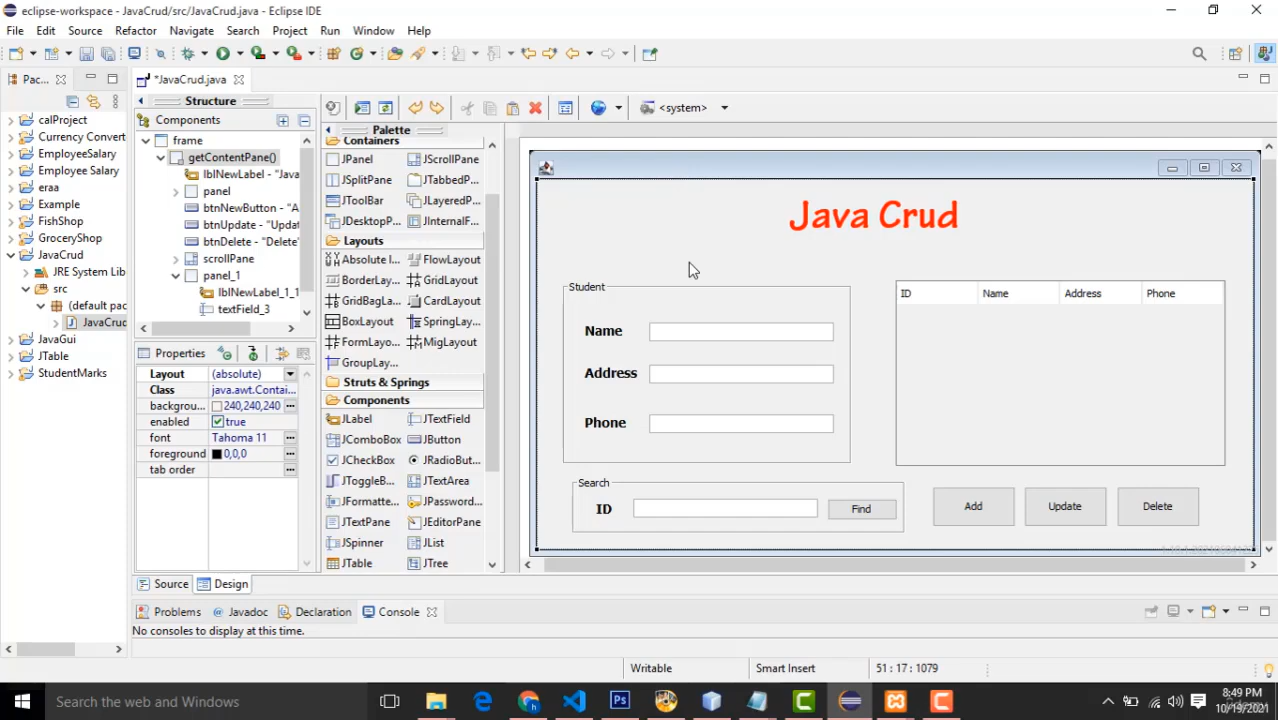 eclipse-workspace - JavaCrud/src/JavaCrud.java - Eclipse IDE
File Edit Source Refactor Navigate Search Project Run Window Help
Pac...
*JavaCrud.java
calProject
Currency Convert
EmployeeSalary
Employee Salary
eraa
Example
FishShop
GroceryShop
JavaCrud
JRE System Lib
src
(default pac
JavaCrud
JavaGui
JTable
StudentMarks
Structure
Components
frame
getContentPane()
lblNewLabel - "Java
panel
btnNewButton - "A
btnUpdate - "Updat
btnDelete - "Delete"
scrollPane
panel_1
lblNewLabel_1_1
textField_3
Properties
Layout (absolute)
Class java.awt.Contai...
backgrou... 240,240,240
enabled true
font Tahoma 11
foreground 0,0,0
tab order
<system>
Palette
Containers
JPanel JScrollPane
JSplitPane JTabbedP...
JToolBar JLayeredP...
JDesktopP... JInternalF...
Layouts
Absolute l... FlowLayout
BorderLay... GridLayout
GridBagLa... CardLayout
BoxLayout SpringLay...
FormLayo... MigLayout
GroupLay...
Struts & Springs
Components
JLabel JTextField
JComboBox JButton
JCheckBox JRadioBut...
JToggleB... JTextArea
JFormatte... JPassword...
JTextPane JEditorPane
JSpinner JList
JTable JTree
Java Crud
Student
Name
Address
Phone
ID Name Address Phone
Search
ID Find
Add Update Delete
Source Design
Problems @ Javadoc Declaration Console
No consoles to display at this time.
Writable Smart Insert 51 : 17 : 1079
Search the web and Windows
8:49 PM
10/19/2021